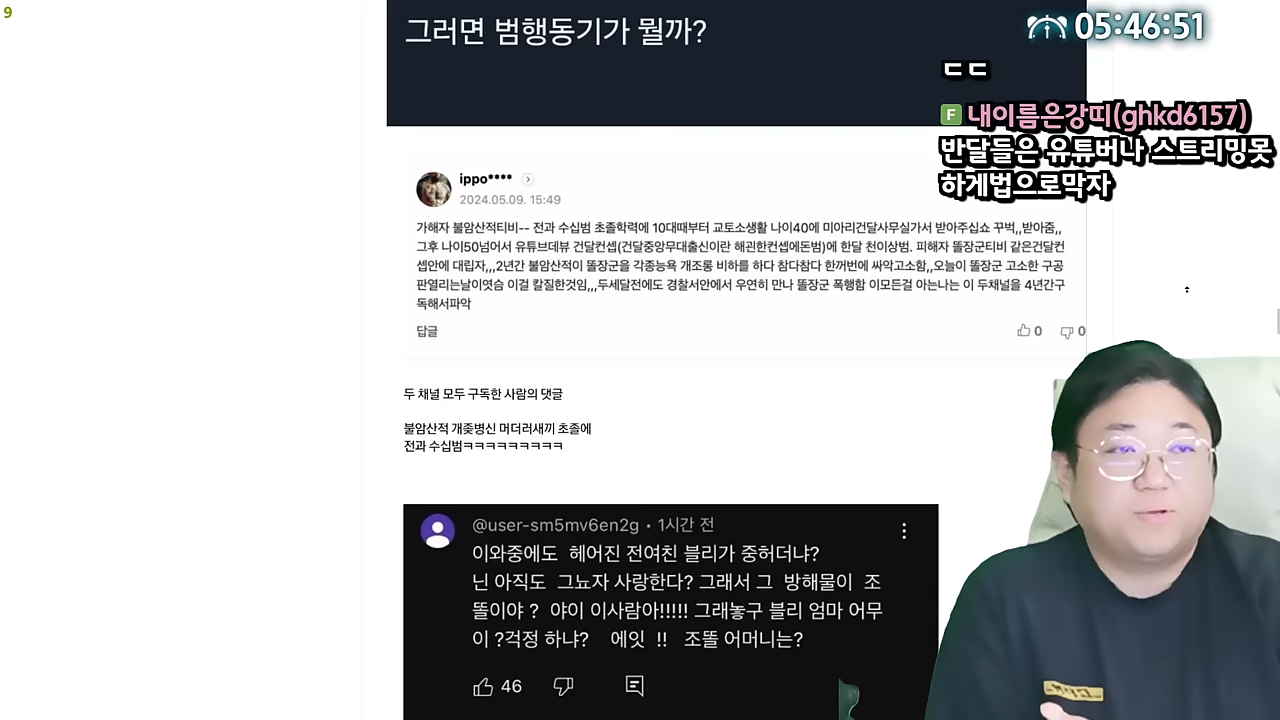 9
그러면 범행동기가 뭘까?
05:46:51
ㄷㄷ
F 내이름은강띠(ghkd6157)
반달들은 유튜버나 스트리밍못
하게법으로막자
ippo****
2024.05.09. 15:49
가해자 불암산적티비-- 전과 수십범 초졸학력에 10대때부터 교토소생활 나이40에 미아리건달사무실가서 받아주십쇼 꾸벅,,받아줌,,
그후 나이50넘어서 유튜브데뷰 건달컨셉(건달중앙무대출신이란 해괸한컨셉에돈범)에 한달 천이상범. 피해자 똘장군티비 같은건달컨
셉안에 대립자,,,2년간 불암산적이 똘장군을 각종능욕 개조롱 비하를 하다 참다참다 한꺼번에 싸악고소함,,오늘이 똘장군 고소한 구공
판열리는날이엿슴 이걸 칼질한것임,,,두세달전에도 경찰서안에서 우연히 만나 똘장군 폭행함 이모든걸 아는나는 이 두채널을 4년간구
독해서파악
답글
0
0
두 채널 모두 구독한 사람의 댓글
불암산적 개좆병신 머더러새끼 초졸에
전과 수십범ㅋㅋㅋㅋㅋㅋㅋㅋㅋ
@user-sm5mv6en2g • 1시간 전
이와중에도 헤어진 전여친 블리가 중허더냐?
닌 아직도 그뇨자 사랑한다? 그래서 그 방해물이 조
똘이야 ? 야이 이사람아!!!!! 그래놓구 블리 엄마 어무
이 ?걱정 하냐? 에잇 !! 조똘 어머니는?
46